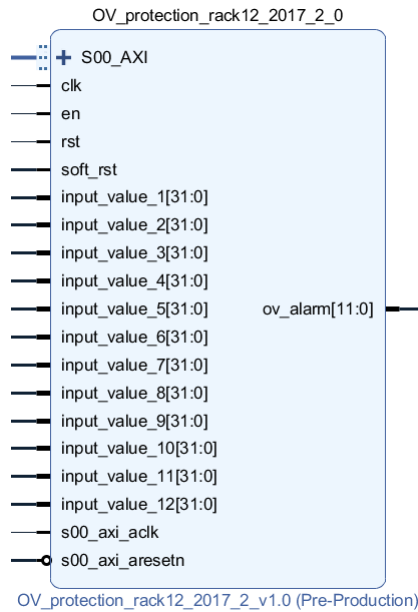 OV_protection_rack12_2017_2_0
S00_AXI
clk
en
rst
soft_rst
input_value_1[31:0]
input_value_2[31:0]
input_value_3[31:0]
input_value_4[31:0]
input_value_5[31:0]
ov_alarm[11:0]
input_value_6[31:0]
input_value_7[31:0]
input_value_8[31:0]
input_value_9[31:0]
input_value_10[31:0]
input_value_11[31:0]
input_value_12[31:0]
s00_axi_aclk
s00_axi_aresetn
OV_protection_rack12_2017_2_v1.0 (Pre-Production)